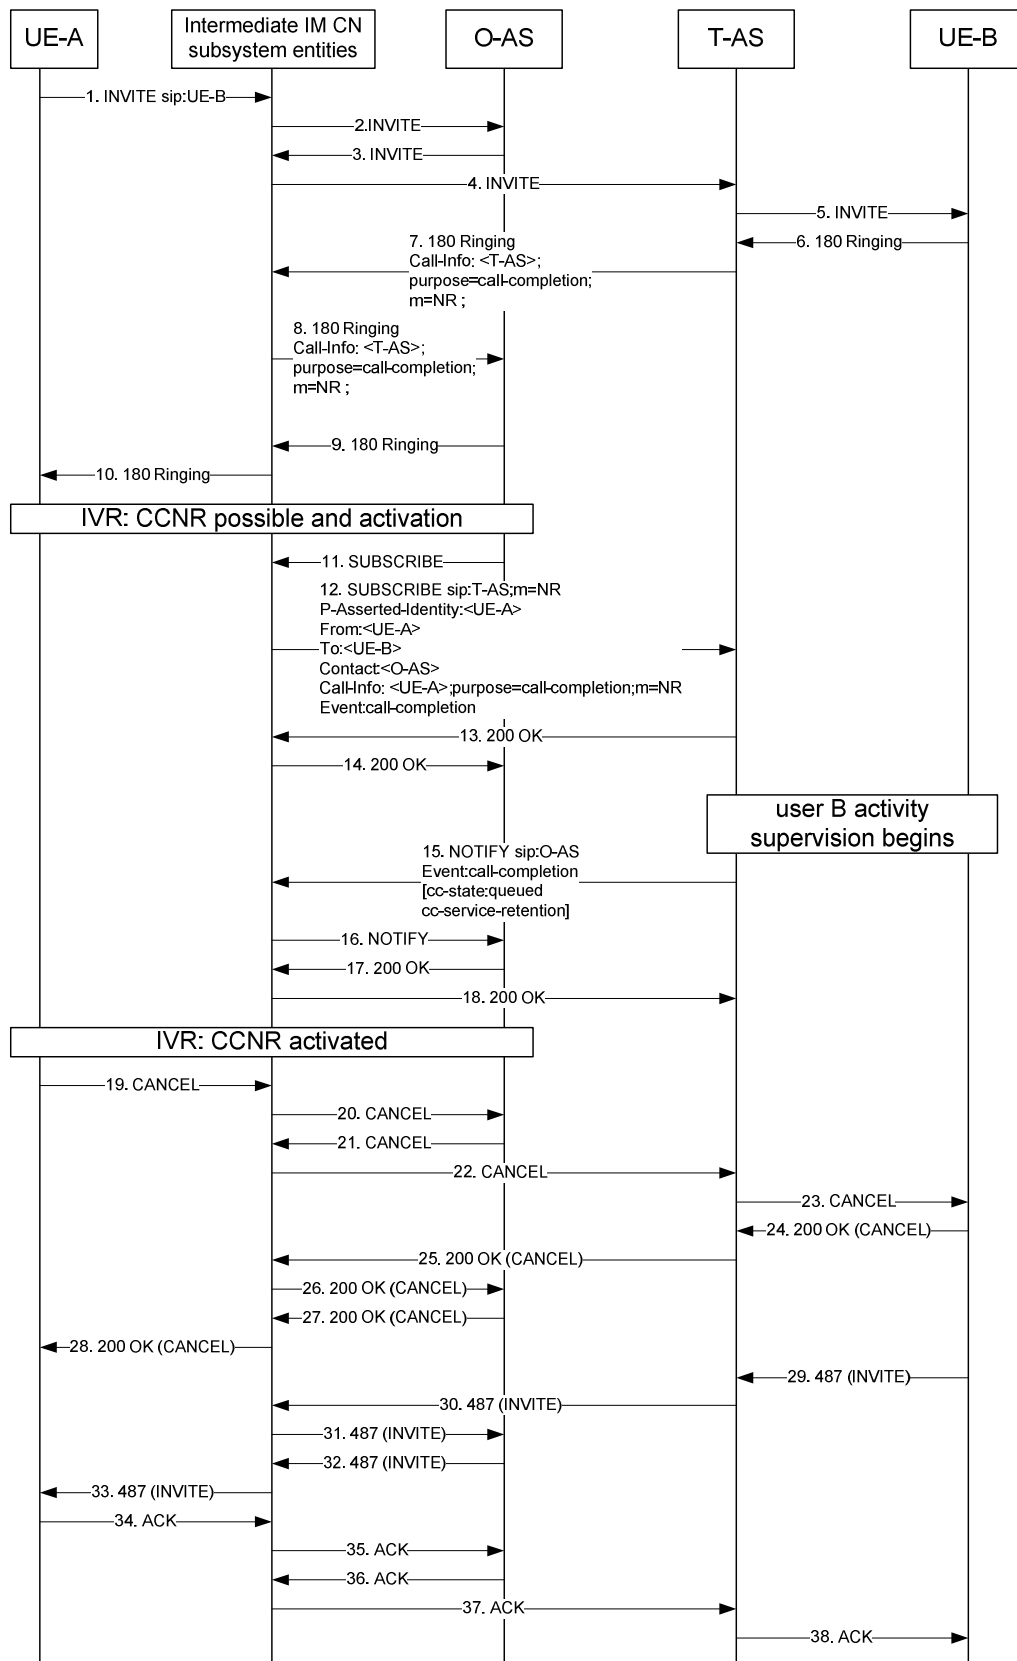 UE-A
Intermediate IM CN
subsystem entities
O-AS
T-AS
UE-B
1. INVITE sip:UE-B
2.INVITE
3. INVITE
4. INVITE
5. INVITE
6. 180 Ringing
7. 180 Ringing
Call-Info: <T-AS>;
purpose=call-completion;
m=NR ;
8. 180 Ringing
Call-Info: <T-AS>;
purpose=call-completion;
m=NR ;
9. 180 Ringing
10. 180 Ringing
IVR: CCNR possible and activation
11. SUBSCRIBE
12. SUBSCRIBE sip:T-AS;m=NR
P-Asserted-Identity:<UE-A>
From:<UE-A>
To:<UE-B>
Contact:<O-AS>
Call-Info: <UE-A>;purpose=call-completion;m=NR
Event:call-completion
13. 200 OK
14. 200 OK
user B activity
supervision begins
15. NOTIFY sip:O-AS
Event:call-completion
[cc-state:queued
cc-service-retention]
16. NOTIFY
17. 200 OK
18. 200 OK
IVR: CCNR activated
19. CANCEL
20. CANCEL
21. CANCEL
22. CANCEL
23. CANCEL
24. 200 OK (CANCEL)
25. 200 OK (CANCEL)
26. 200 OK (CANCEL)
27. 200 OK (CANCEL)
28. 200 OK (CANCEL)
29. 487 (INVITE)
30. 487 (INVITE)
31. 487 (INVITE)
32. 487 (INVITE)
33. 487 (INVITE)
34. ACK
35. ACK
36. ACK
37. ACK
38. ACK